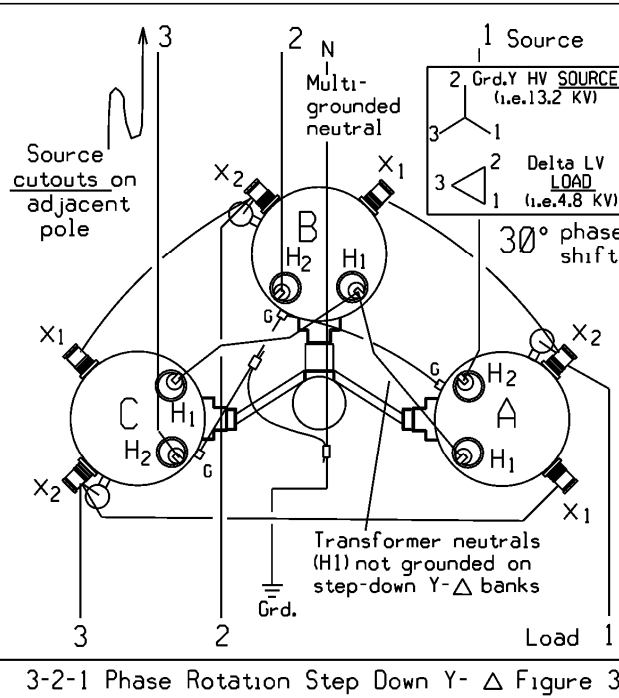 3
2
N
1 Source
Multi-
grounded
neutral
2 Grd.Y HV SOURCE
(i.e.13.2 KV)
3
1
2
3
1
Delta LV
LOAD
(i.e.4.8 KV)
30° phase
shift
Source
cutouts on
adjacent
pole
X2
X1
B
H2
H1
G
X1
C
H1
H2
G
X2
G
X2
H2
A
H1
X1
Transformer neutrals
(H1) not grounded on
step-down Y-△ banks
Grd.
3
2
Load 1
3-2-1 Phase Rotation Step Down Y- △ Figure 3